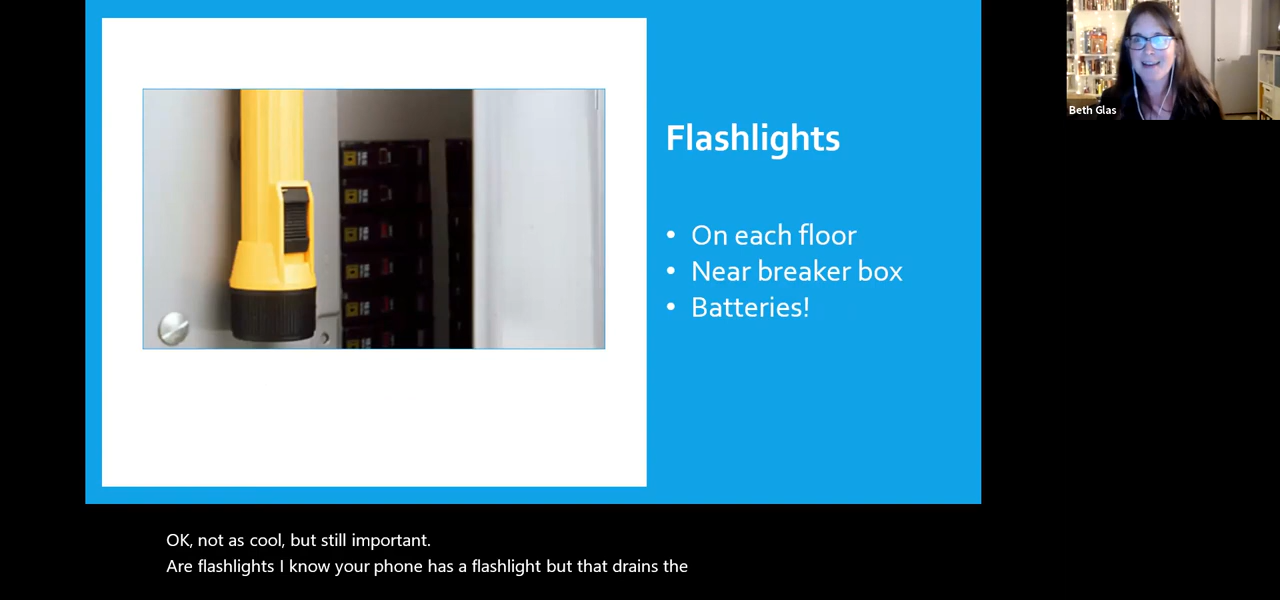 Flashlights
• On each floor
• Near breaker box
• Batteries!
Beth Glas
OK, not as cool, but still important.
Are flashlights I know your phone has a flashlight but that drains the